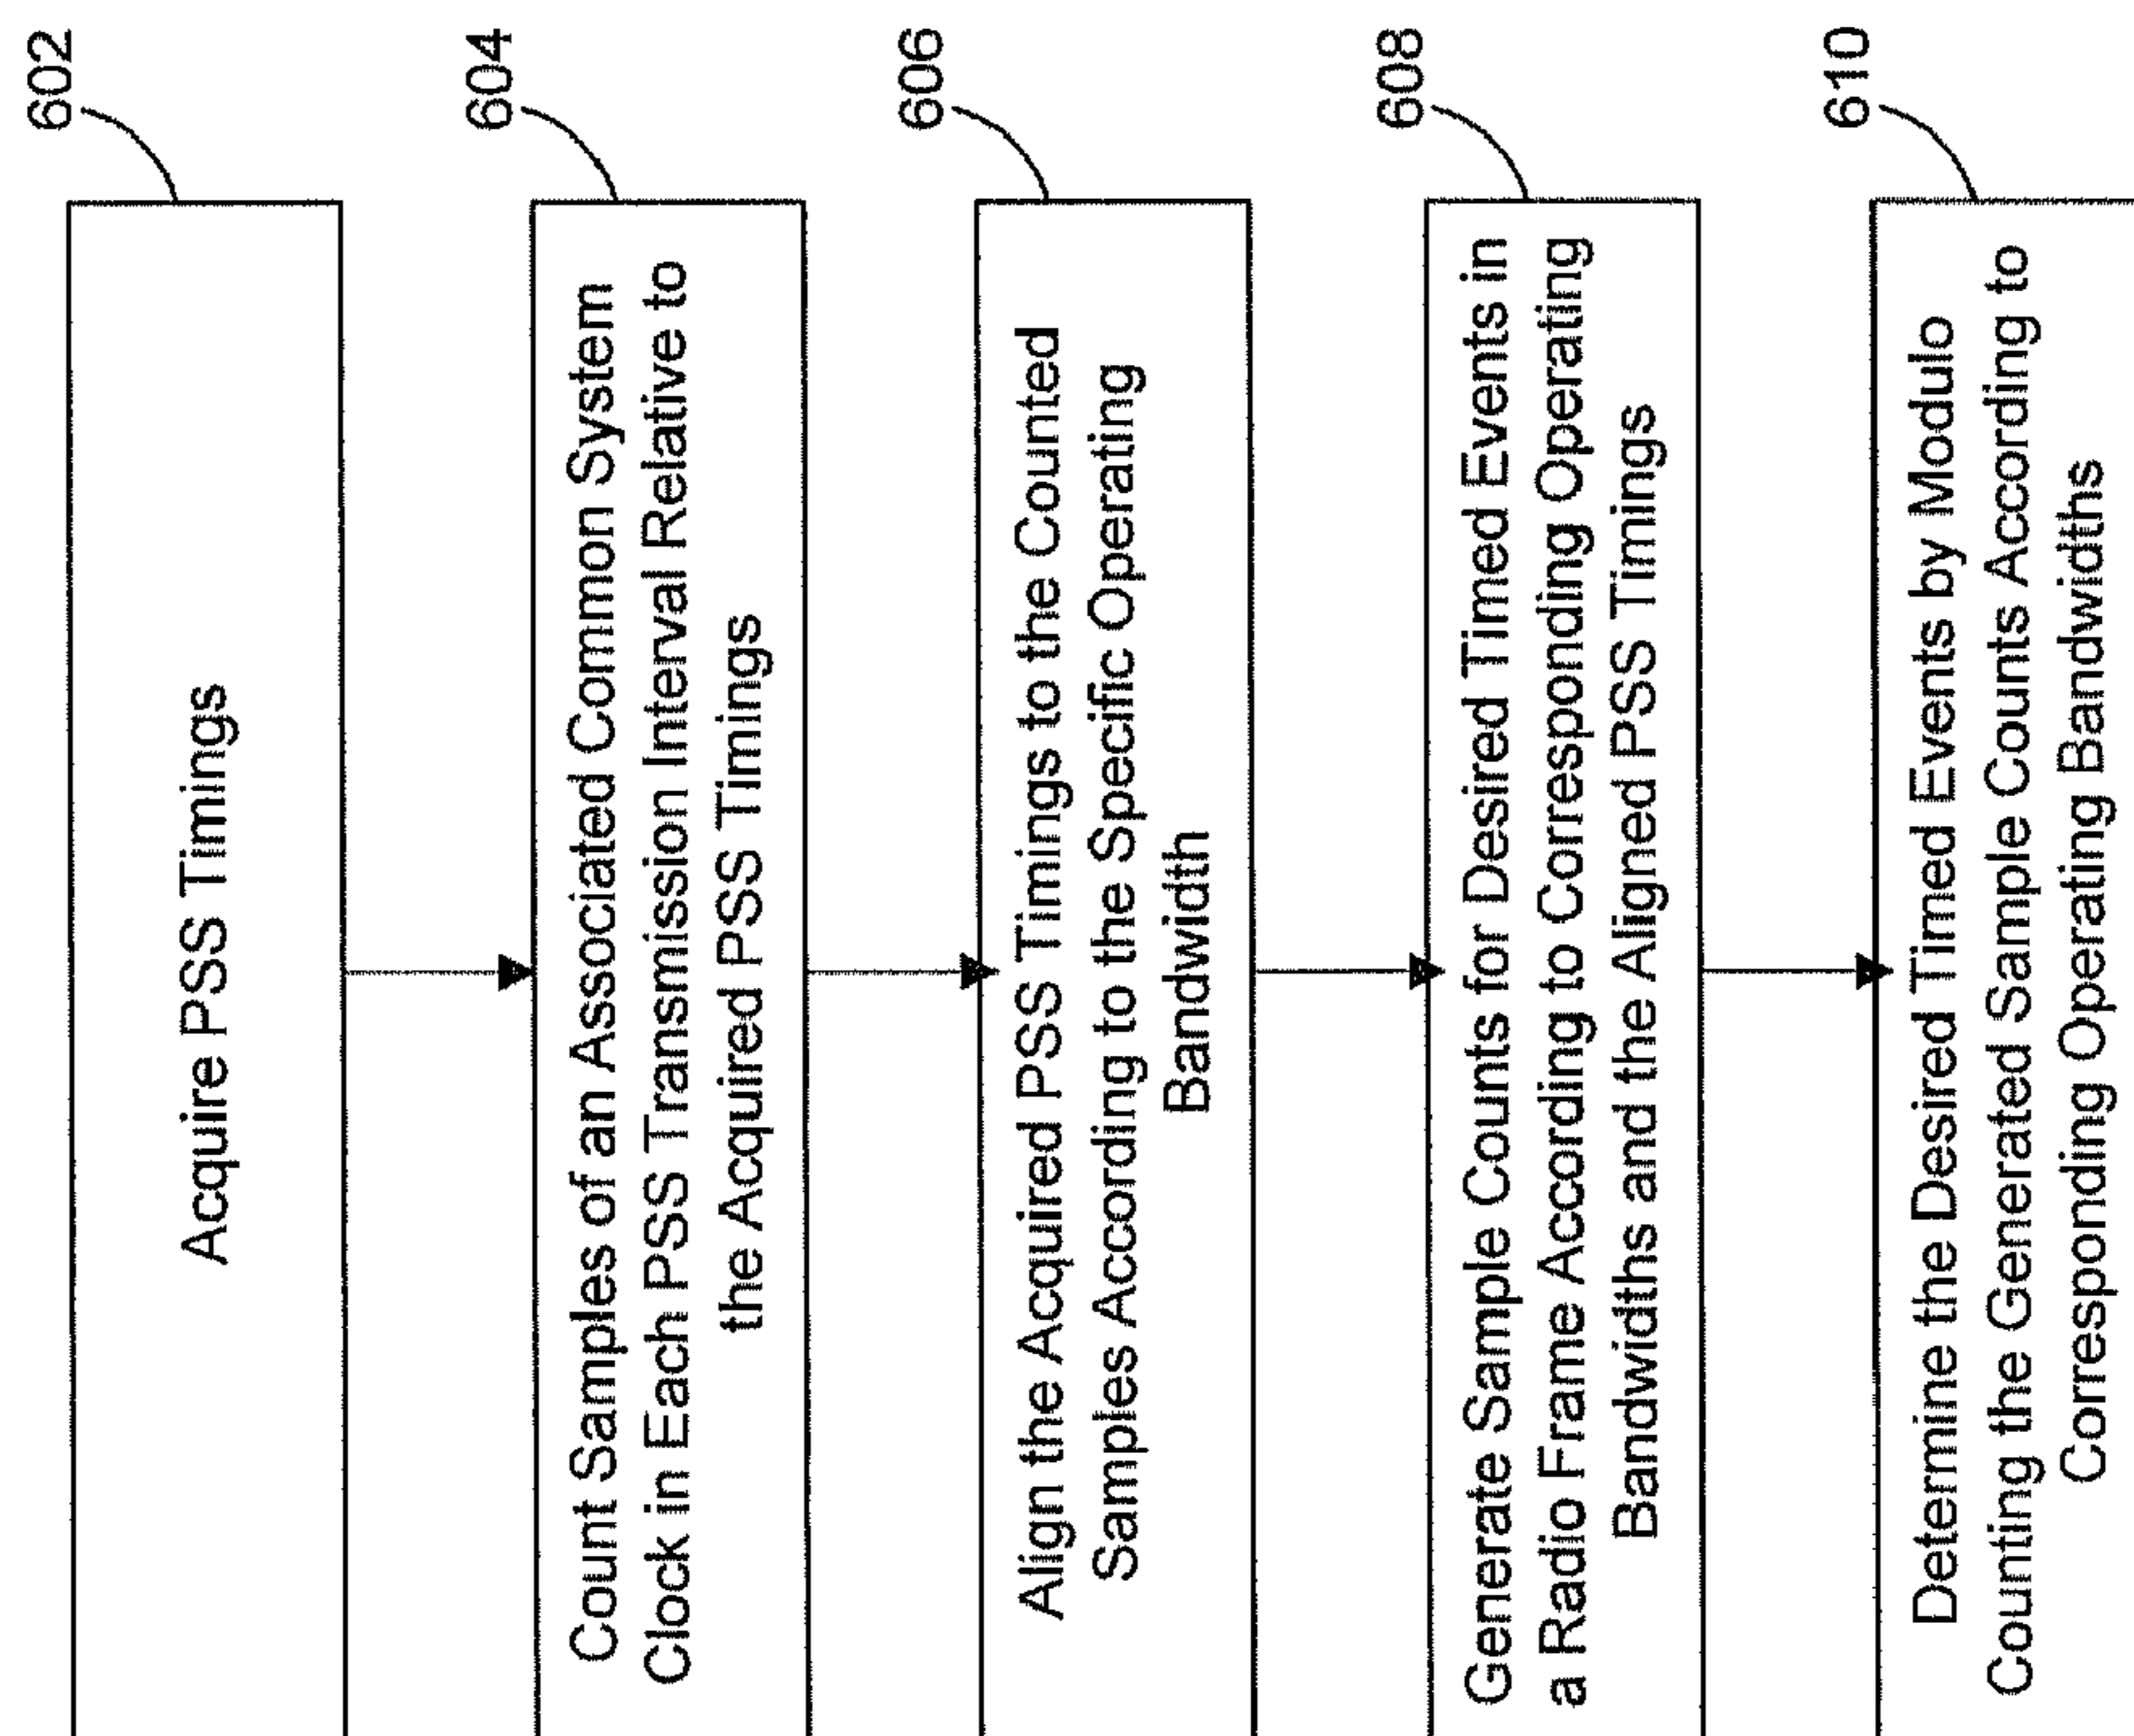 602
Acquire PSS Timings
604
Count Samples of an Associated Common System
Clock in Each PSS Transmission Interval Relative to
the Acquired PSS Timings
606
Align the Acquired PSS Timings to the Counted
Samples According to the Specific Operating
Bandwidth
608
Generate Sample Counts for Desired Timed Events in
a Radio Frame According to Corresponding Operating
Bandwidths and the Aligned PSS Timings
610
Determine the Desired Timed Events by Modulo
Counting the Generated Sample Counts According to
Corresponding Operating Bandwidths